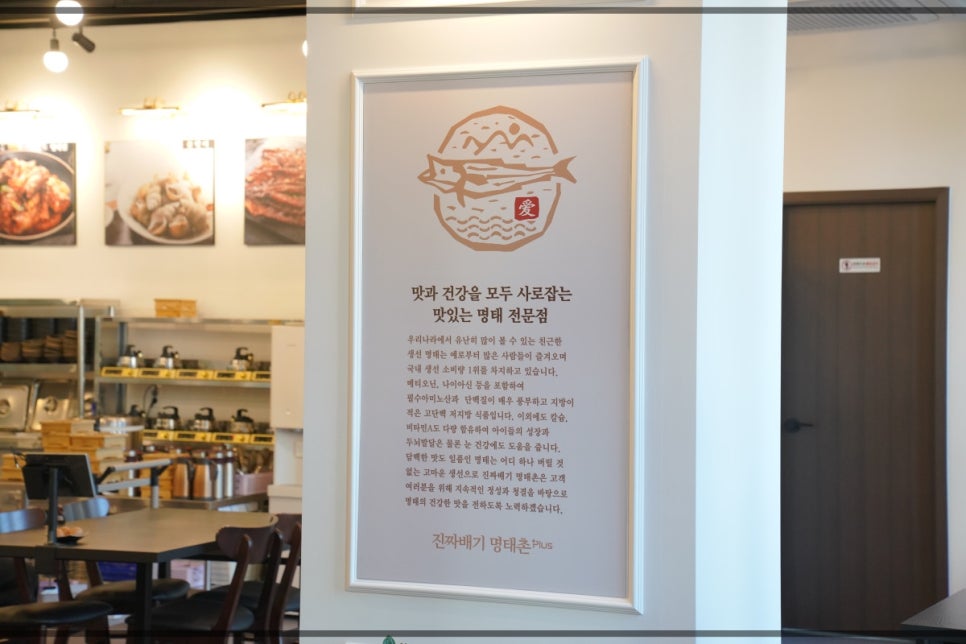 愛
맛과 건강을 모두 사로잡는
맛있는 명태 전문점
우리나라에서 유난히 많이 볼 수 있는 친근한
생선 명태는 예로부터 많은 사람들이 즐겨오며
국내 생선 소비량 1위를 차지하고 있습니다.
메티오닌, 나이아신 등을 포함하여
필수아미노산과 단백질이 매우 풍부하고 지방이
적은 고단백 저지방 식품입니다. 이외에도 칼슘,
비타민A도 다량 함유하여 아이들의 성장과
두뇌발달은 물론 눈 건강에도 도움을 줍니다.
담백한 맛도 일품인 명태는 어디 하나 버릴 것
없는 고마운 생선으로 진짜배기 명태촌은 고객
여러분을 위해 지속적인 정성과 청결을 바탕으로
명태의 건강한 맛을 전하도록 노력하겠습니다.
진짜배기 명태촌Plus